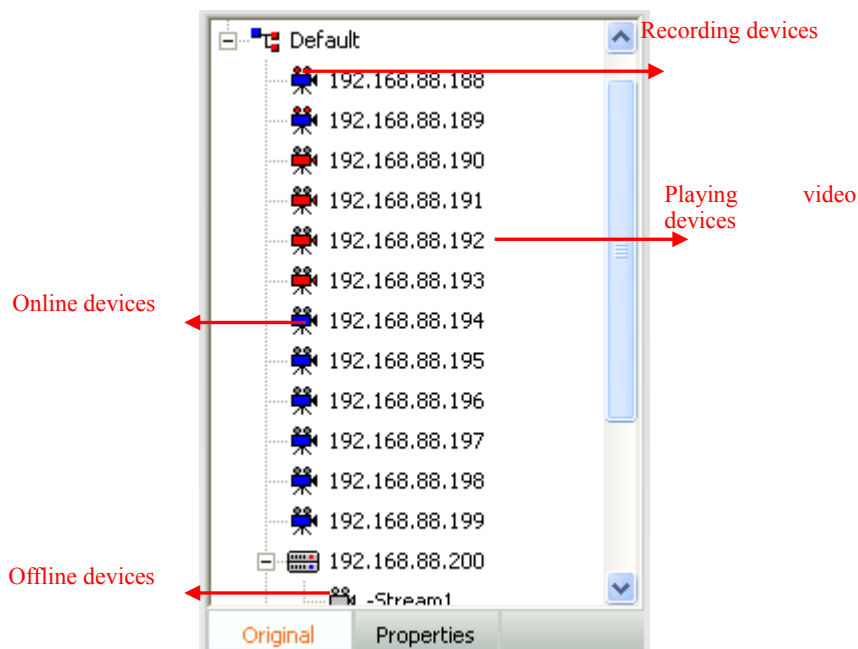 Default
Recording devices
192.168.88.188
192.168.88.189
192.168.88.190
192.168.88.191
Playing video
devices
192.168.88.192
192.168.88.193
Online devices
192.168.88.194
192.168.88.195
192.168.88.196
192.168.88.197
192.168.88.198
192.168.88.199
192.168.88.200
Offline devices
-Stream1
Original Properties